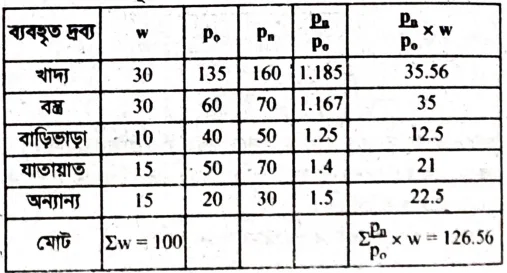 ব্যবহৃত দ্রব্য w pₒ pₙ pₙ/pₒ pₙ/pₒ × w
খাদ্য 30 135 160 1.185 35.56
বস্ত্র 30 60 70 1.167 35
বাড়িভাড়া 10 40 50 1.25 12.5
যাতায়াত 15 50 70 1.4 21
অন্যান্য 15 20 30 1.5 22.5
মোট Σw = 100 Σpₙ/pₒ × w = 126.56